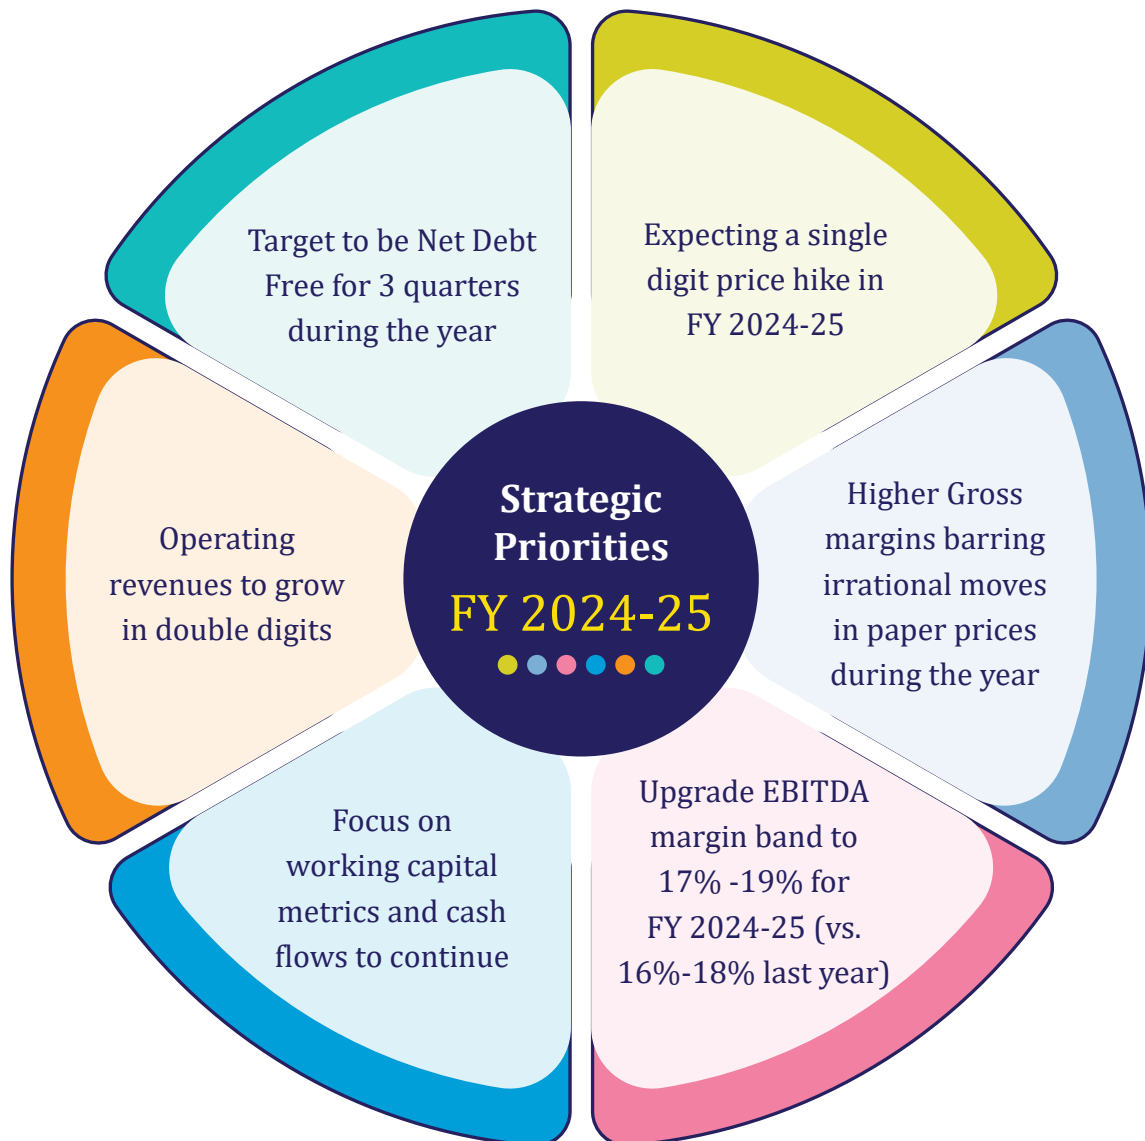 Strategic
Priorities
FY 2024-25
Expecting a single
digit price hike in
FY 2024-25
Higher Gross
margins barring
irrational moves
in paper prices
during the year
Upgrade EBITDA
margin band to
17% -19% for
FY 2024-25 (vs.
16%-18% last year)
Focus on
working capital
metrics and cash
flows to continue
Operating
revenues to grow
in double digits
Target to be Net Debt
Free for 3 quarters
during the year